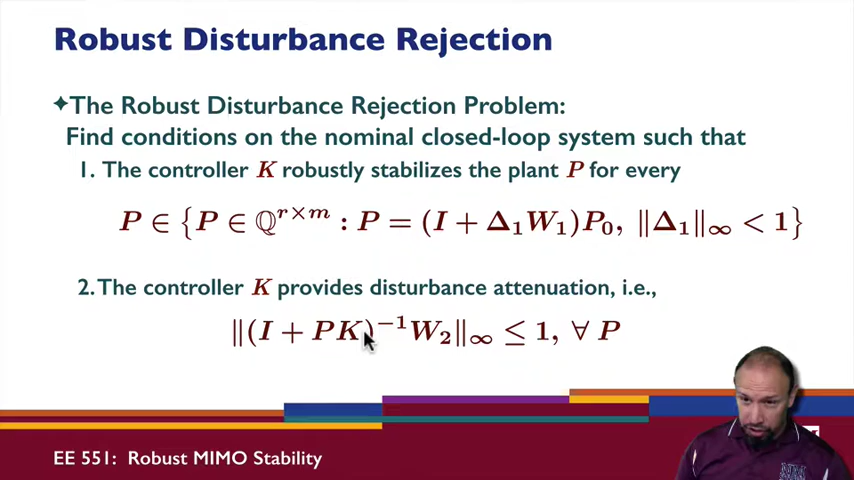 Robust Disturbance Rejection
✦The Robust Disturbance Rejection Problem:
Find conditions on the nominal closed-loop system such that
1. The controller K robustly stabilizes the plant P for every
P ∈ {P ∈ ℚ^{r×m} : P = (I + Δ₁W₁)P₀, ‖Δ₁‖∞ < 1}
2. The controller K provides disturbance attenuation, i.e.,
‖(I + PK)⁻¹W₂‖∞ ≤ 1, ∀ P
EE 551: Robust MIMO Stability